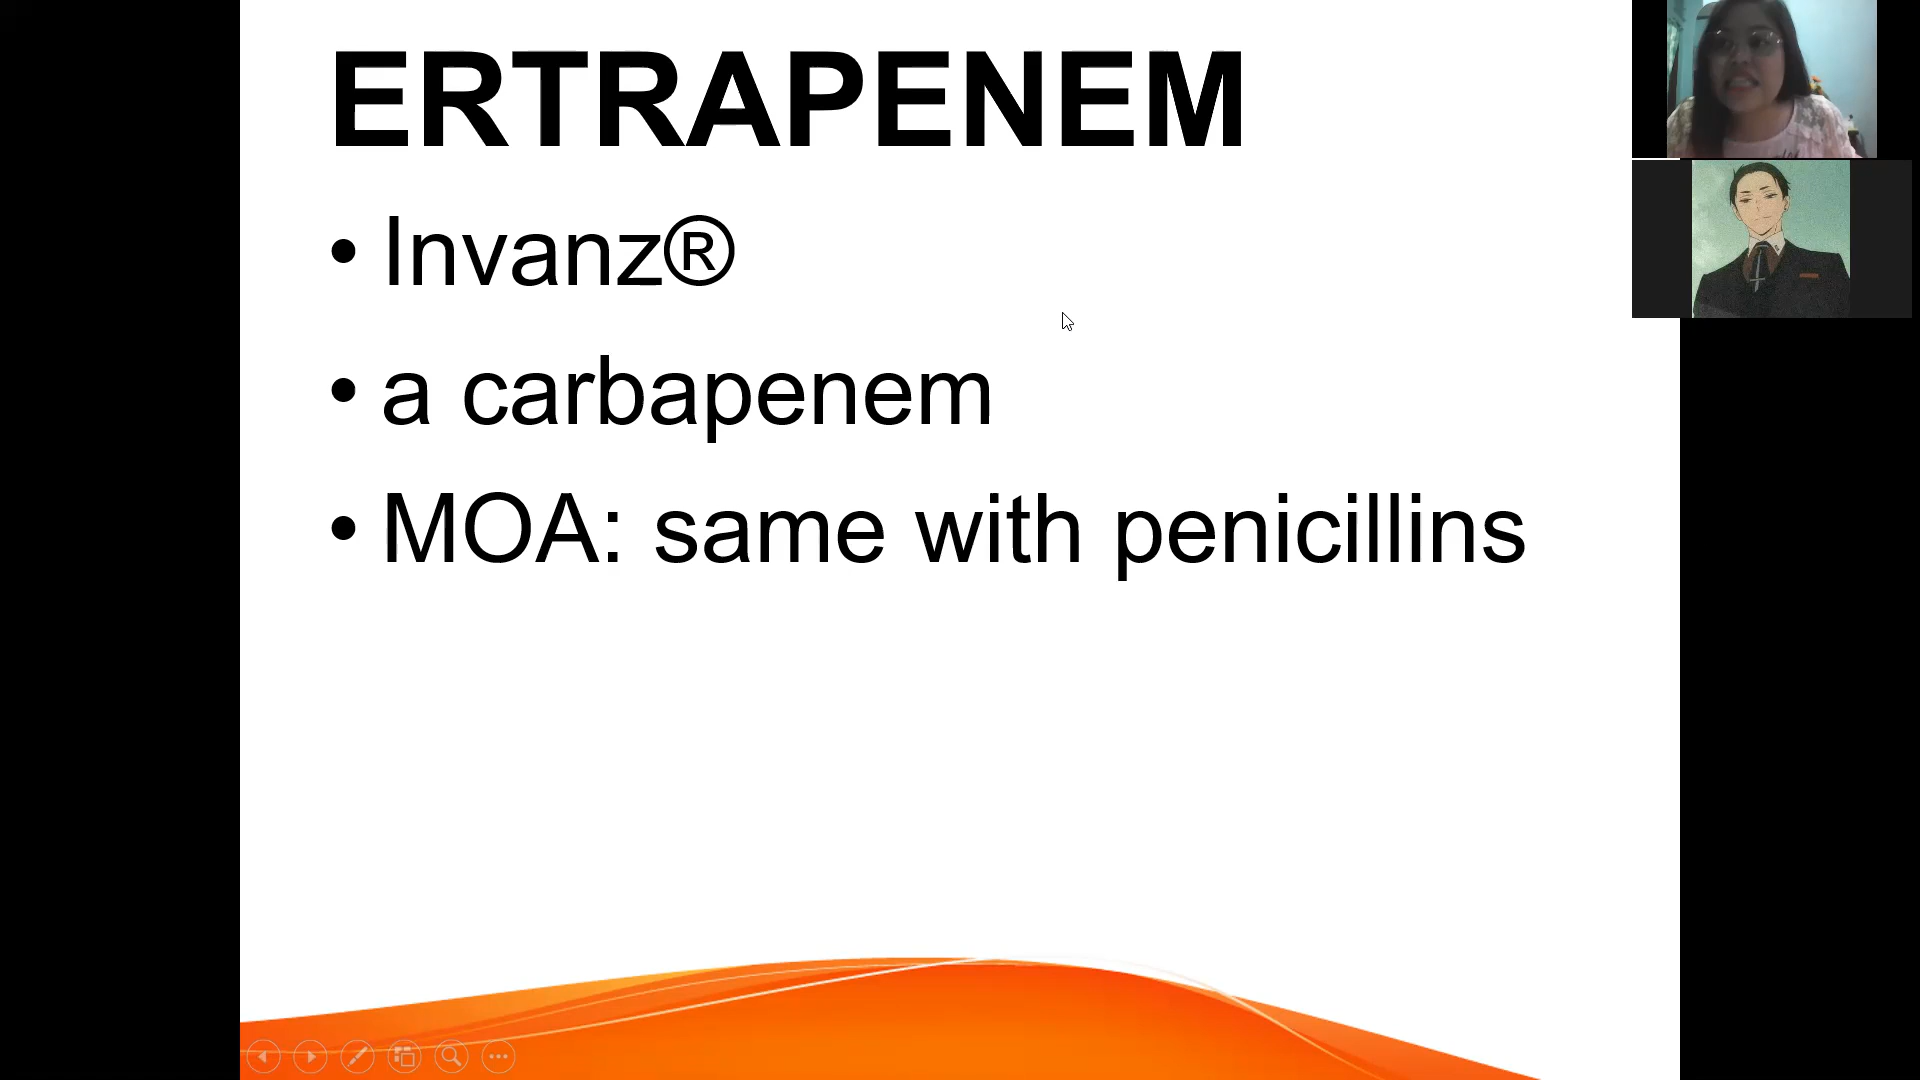 ERTRAPENEM
• Invanz®
• a carbapenem
• MOA: same with penicillins